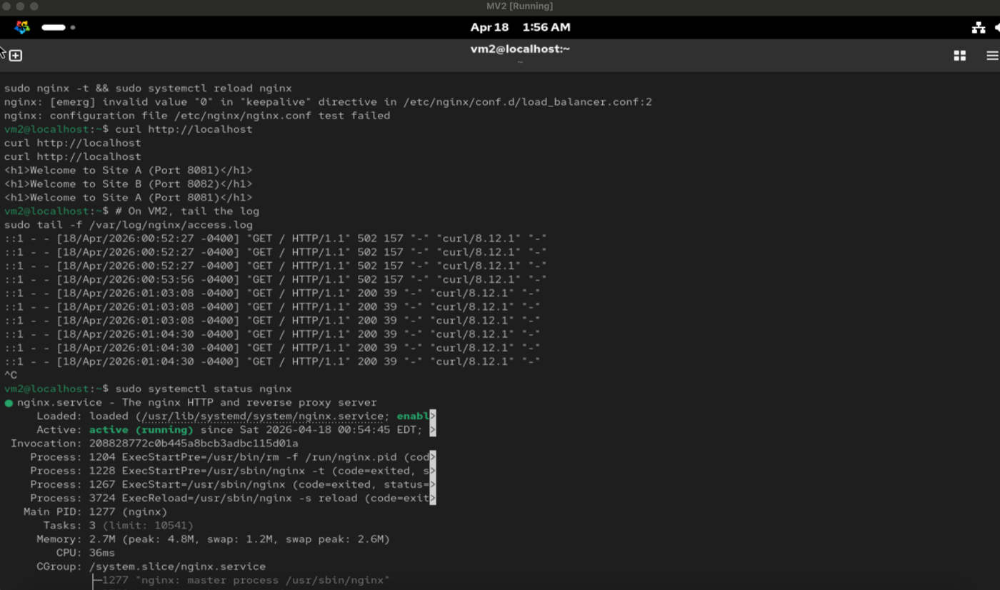 MV2 [Running]
Apr 18 1:56 AM
vm2@localhost:~
~
sudo nginx -t && sudo systemctl reload nginx
nginx: [emerg] invalid value "0" in "keepalive" directive in /etc/nginx/conf.d/load_balancer.conf:2
nginx: configuration file /etc/nginx/nginx.conf test failed
vm2@localhost:~$ curl http://localhost
curl http://localhost
curl http://localhost
<h1>Welcome to Site A (Port 8081)</h1>
<h1>Welcome to Site B (Port 8082)</h1>
<h1>Welcome to Site A (Port 8081)</h1>
vm2@localhost:~$ # On VM2, tail the log
sudo tail -f /var/log/nginx/access.log
::1 - - [18/Apr/2026:00:52:27 -0400] "GET / HTTP/1.1" 502 157 "-" "curl/8.12.1" "-"
::1 - - [18/Apr/2026:00:52:27 -0400] "GET / HTTP/1.1" 502 157 "-" "curl/8.12.1" "-"
::1 - - [18/Apr/2026:00:52:27 -0400] "GET / HTTP/1.1" 502 157 "-" "curl/8.12.1" "-"
::1 - - [18/Apr/2026:00:53:56 -0400] "GET / HTTP/1.1" 502 157 "-" "curl/8.12.1" "-"
::1 - - [18/Apr/2026:01:03:08 -0400] "GET / HTTP/1.1" 200 39 "-" "curl/8.12.1" "-"
::1 - - [18/Apr/2026:01:03:08 -0400] "GET / HTTP/1.1" 200 39 "-" "curl/8.12.1" "-"
::1 - - [18/Apr/2026:01:03:08 -0400] "GET / HTTP/1.1" 200 39 "-" "curl/8.12.1" "-"
::1 - - [18/Apr/2026:01:04:30 -0400] "GET / HTTP/1.1" 200 39 "-" "curl/8.12.1" "-"
::1 - - [18/Apr/2026:01:04:30 -0400] "GET / HTTP/1.1" 200 39 "-" "curl/8.12.1" "-"
::1 - - [18/Apr/2026:01:04:30 -0400] "GET / HTTP/1.1" 200 39 "-" "curl/8.12.1" "-"
^C
vm2@localhost:~$ sudo systemctl status nginx
● nginx.service - The nginx HTTP and reverse proxy server
Loaded: loaded (/usr/lib/systemd/system/nginx.service; enabl>
Active: active (running) since Sat 2026-04-18 00:54:45 EDT; >
Invocation: 208828772c0b445a8bcb3adbc115d01a
Process: 1204 ExecStartPre=/usr/bin/rm -f /run/nginx.pid (cod>
Process: 1228 ExecStartPre=/usr/sbin/nginx -t (code=exited, s>
Process: 1267 ExecStart=/usr/sbin/nginx (code=exited, status=>
Process: 3724 ExecReload=/usr/sbin/nginx -s reload (code=exit>
Main PID: 1277 (nginx)
Tasks: 3 (limit: 10541)
Memory: 2.7M (peak: 4.8M, swap: 1.2M, swap peak: 2.6M)
CPU: 36ms
CGroup: /system.slice/nginx.service
├─1277 "nginx: master process /usr/sbin/nginx"